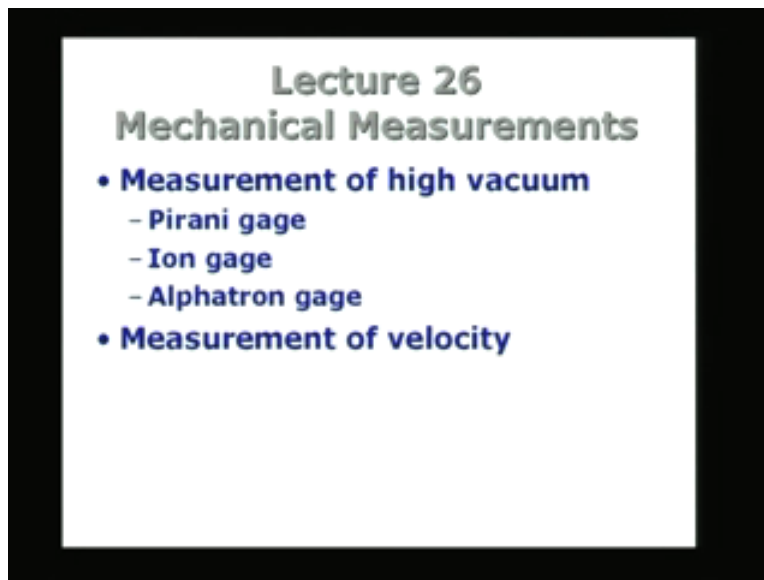 Lecture 26
Mechanical Measurements
• Measurement of high vacuum
– Pirani gage
– Ion gage
– Alphatron gage
• Measurement of velocity